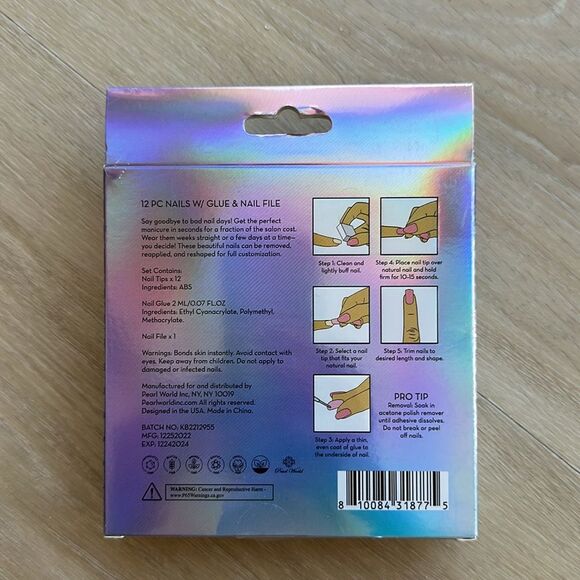 12 PC NAILS W/ GLUE & NAIL FILE
Say goodbye to bad nail days! Get the perfect
manicure in seconds for a fraction of the salon cost.
Wear them weeks straight or a few days at a time–
you decide! These beautiful nails can be removed,
reapplied, and reshaped for full customization.
Set Contains:
Nail Tips x 12
Ingredients: ABS
Nail Glue 2 ML/0.07 FL.OZ
Ingredients: Ethyl Cyanacrylate, Polymethyl,
Methacrylate.
Nail File x 1
Warnings: Bonds skin instantly. Avoid contact with
eyes. Keep away from children. Do not apply to
damaged or infected nails.
Manufactured for and distributed by
Pearl World Inc, NY, NY 10019
Pearlworldinc.com All rights reserved.
Designed in the USA. Made in China.
BATCH NO: KB2212955
MFG: 12252022
EXP: 12242024
Pearl World
WARNING: Cancer and Reproductive Harm -
www.P65Warnings.ca.gov
Step 1: Clean and
lightly buff nail.
Step 4: Place nail tip over
natural nail and hold
firm for 10-15 seconds.
Step 2: Select a nail
tip that fits your
natural nail.
Step 5: Trim nails to
desired length and shape.
Step 3: Apply a thin,
even coat of glue to
the underside of nail.
PRO TIP
Removal: Soak in
acetone polish remover
until adhesive dissolves.
Do not break or peel
off nails.
8 10084 31877 5